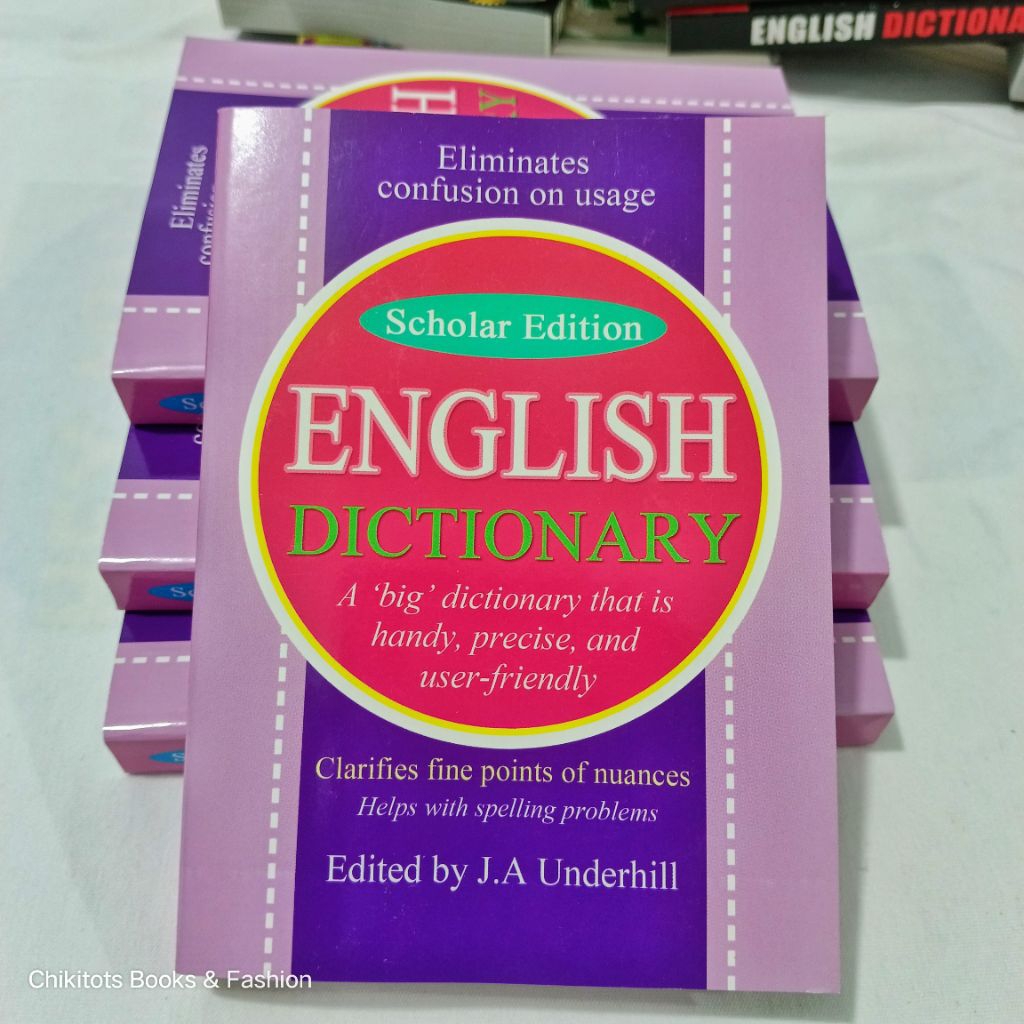 ENGLISH DICTIONA
H
RY
Eliminates
Eliminates
confusion on usage
Scholar Edition
ENGLISH
DICTIONARY
A ‘big’ dictionary that is
handy, precise, and
user-friendly
Clarifies fine points of nuances
Helps with spelling problems
Edited by J.A Underhill
Chikitots Books & Fashion